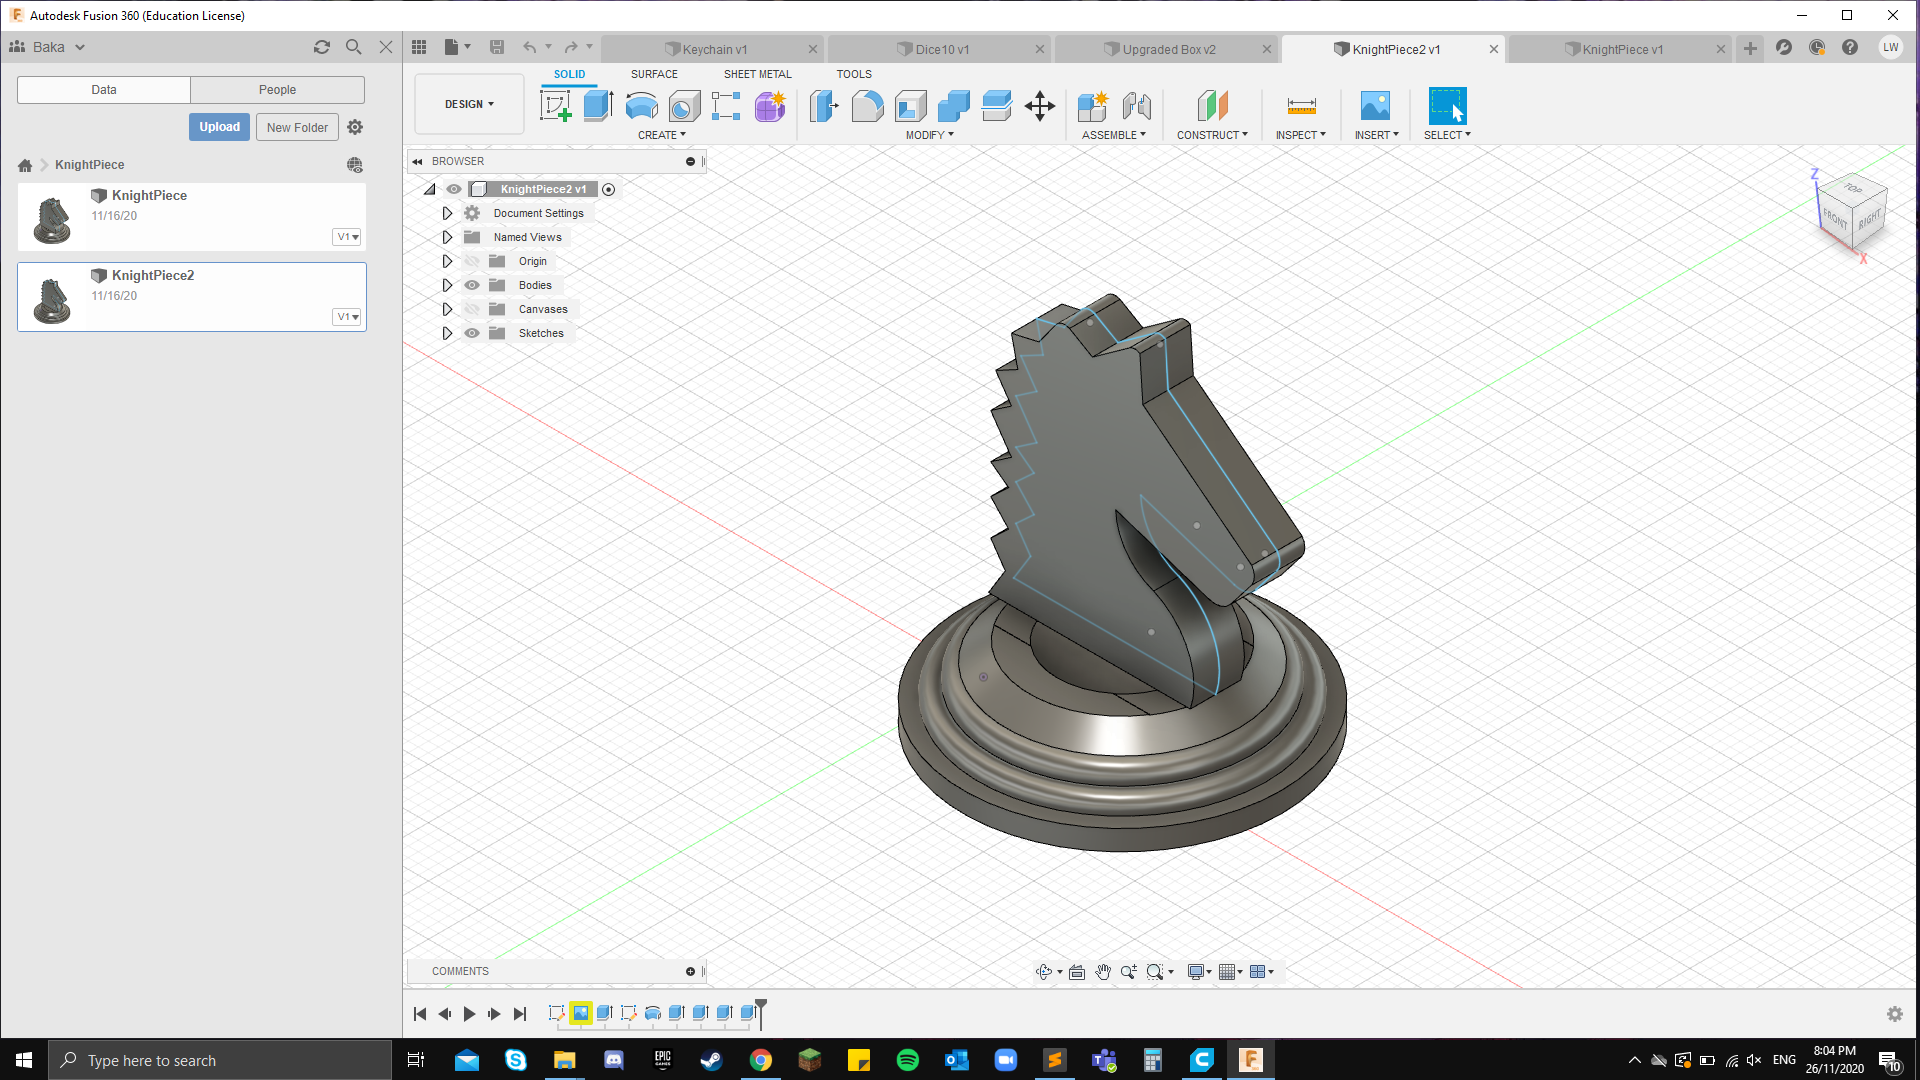 Autodesk Fusion 360 (Education License)
Baka
Keychain v1
Dice10 v1
Upgraded Box v2
KnightPiece2 v1
KnightPiece v1
LW
Data
People
Upload
New Folder
KnightPiece
KnightPiece
11/16/20
V1
KnightPiece2
11/16/20
V1
DESIGN
SOLID
SURFACE
SHEET METAL
TOOLS
CREATE
MODIFY
ASSEMBLE
CONSTRUCT
INSPECT
INSERT
SELECT
BROWSER
KnightPiece2 v1
Document Settings
Named Views
Origin
Bodies
Canvases
Sketches
Z
TOP
FRONT
RIGHT
X
COMMENTS
Type here to search
EPIC
GAMES
ENG
8:04 PM
26/11/2020
10